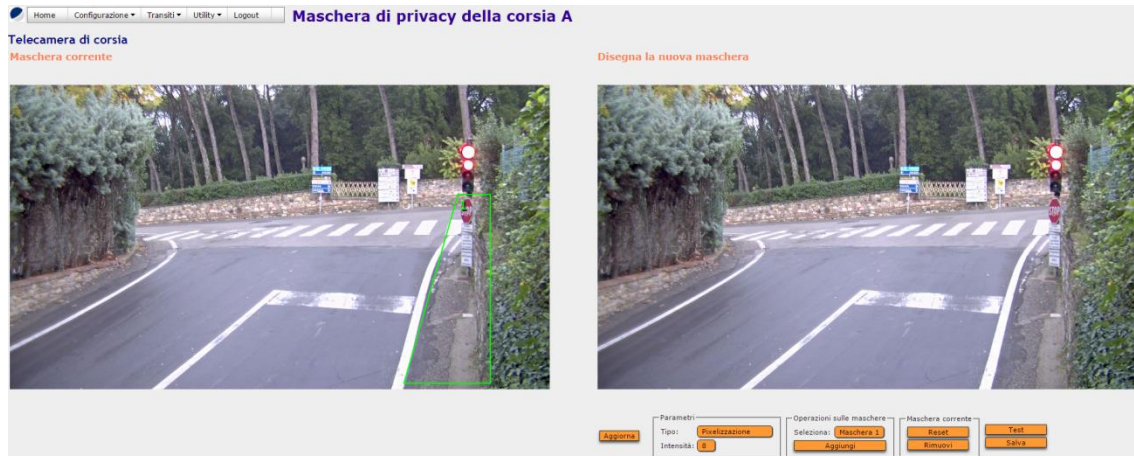 Home Configurazione Transiti Utility Logout Maschera di privacy della corsia A
Telecamera di corsia
Maschera corrente Disegna la nuova maschera
STOP
Parametri Operazioni sulle maschere Maschera corrente
Aggiorna Tipo: Pixelizzazione Seleziona: Maschera 1 Reset Test
Intensità: 8 Aggiungi Rimuovi Salva